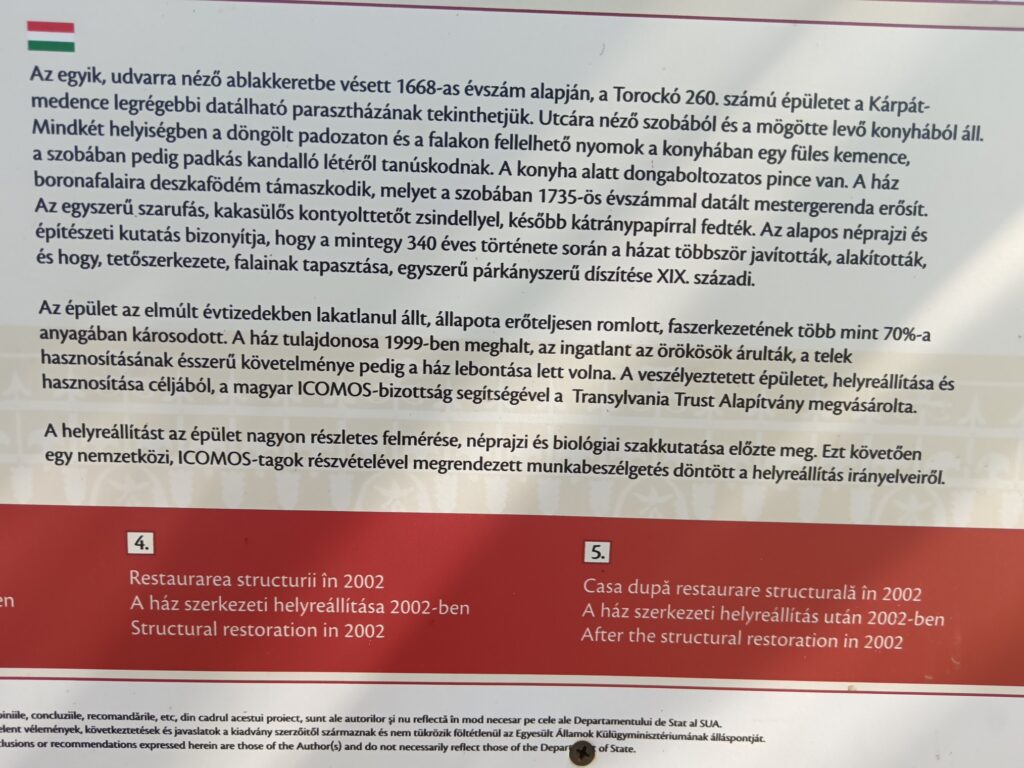 Az egyik, udvarra néző ablakkeretbe vésett 1668-as évszám alapján, a Torockó 260. számú épületet a Kárpát-
medence legrégebbi datálható parasztházának tekinthetjük. Utcára néző szobából és a mögötte levő konyhából áll.
Mindkét helyiségben a döngölt padozaton és a falakon fellelhető nyomok a konyhában egy füles kemence,
a szobában pedig padkás kandalló létéről tanúskodnak. A konyha alatt dongaboltozatos pince van. A ház
boronafalaira deszkafödém támaszkodik, melyet a szobában 1735-ös évszámmal datált mestergerenda erősít.
Az egyszerű szarufás, kakasülős kontyolttetőt zsindellyel, később kátránypapírral fedték. Az alapos néprajzi és
építészeti kutatás bizonyítja, hogy a mintegy 340 éves története során a házat többször javították, alakították,
és hogy, tetőszerkezete, falainak tapasztása, egyszerű párkányszerű díszítése XIX. századi.
Az épület az elmúlt évtizedekben lakatlanul állt, állapota erőteljesen romlott, faszerkezetének több mint 70%-a
anyagában károsodott. A ház tulajdonosa 1999-ben meghalt, az ingatlant az örökösök árulták, a telek
hasznosításának ésszerű követelménye pedig a ház lebontása lett volna. A veszélyeztetett épületet, helyreállítása és
hasznosítása céljából, a magyar ICOMOS-bizottság segítségével a Transylvania Trust Alapítvány megvásárolta.
A helyreállítást az épület nagyon részletes felmérése, néprajzi és biológiai szakkutatása előzte meg. Ezt követően
egy nemzetközi, ICOMOS-tagok részvételével megrendezett munkabeszélgetés döntött a helyreállítás irányelveiről.
en
4.
Restaurarea structurii în 2002
A ház szerkezeti helyreállítása 2002-ben
Structural restoration in 2002
5.
Casa după restaurare structurală în 2002
A ház szerkezeti helyreállítás után 2002-ben
After the structural restoration in 2002
concluziile, recomandările, etc, din cadrul acestui proiect, sunt ale autorilor şi nu reflectă în mod necesar pe cele ale Departamentului de Stat al SUA.
vélemények, következtetések és javaslatok a kiadvány szerzőitől származnak és nem tükrözik föltétlenül az Egyesült Államok Külügyminisztériumának álláspontját.
or recommendations expressed herein are those of the Author(s) and do not necessarily reflect those of the of State.